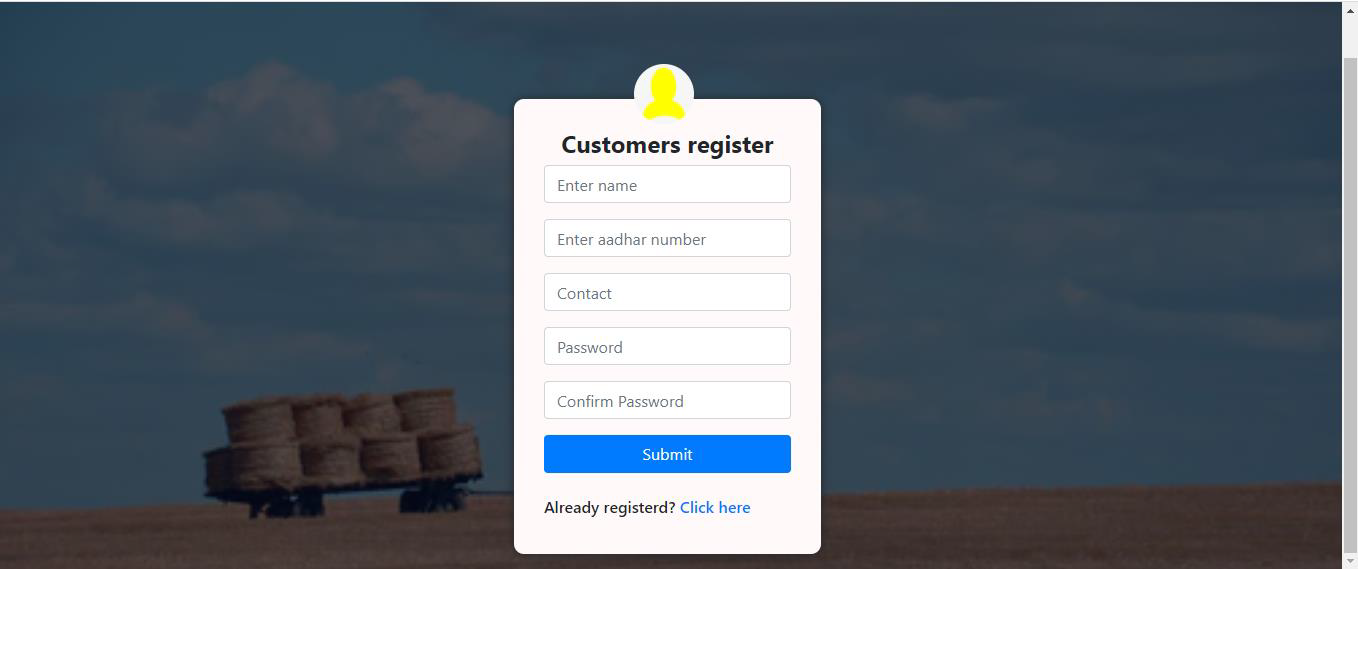 Customers register
Enter name
Enter aadhar number
Contact
Password
Confirm Password
Submit
Already registerd? Click here